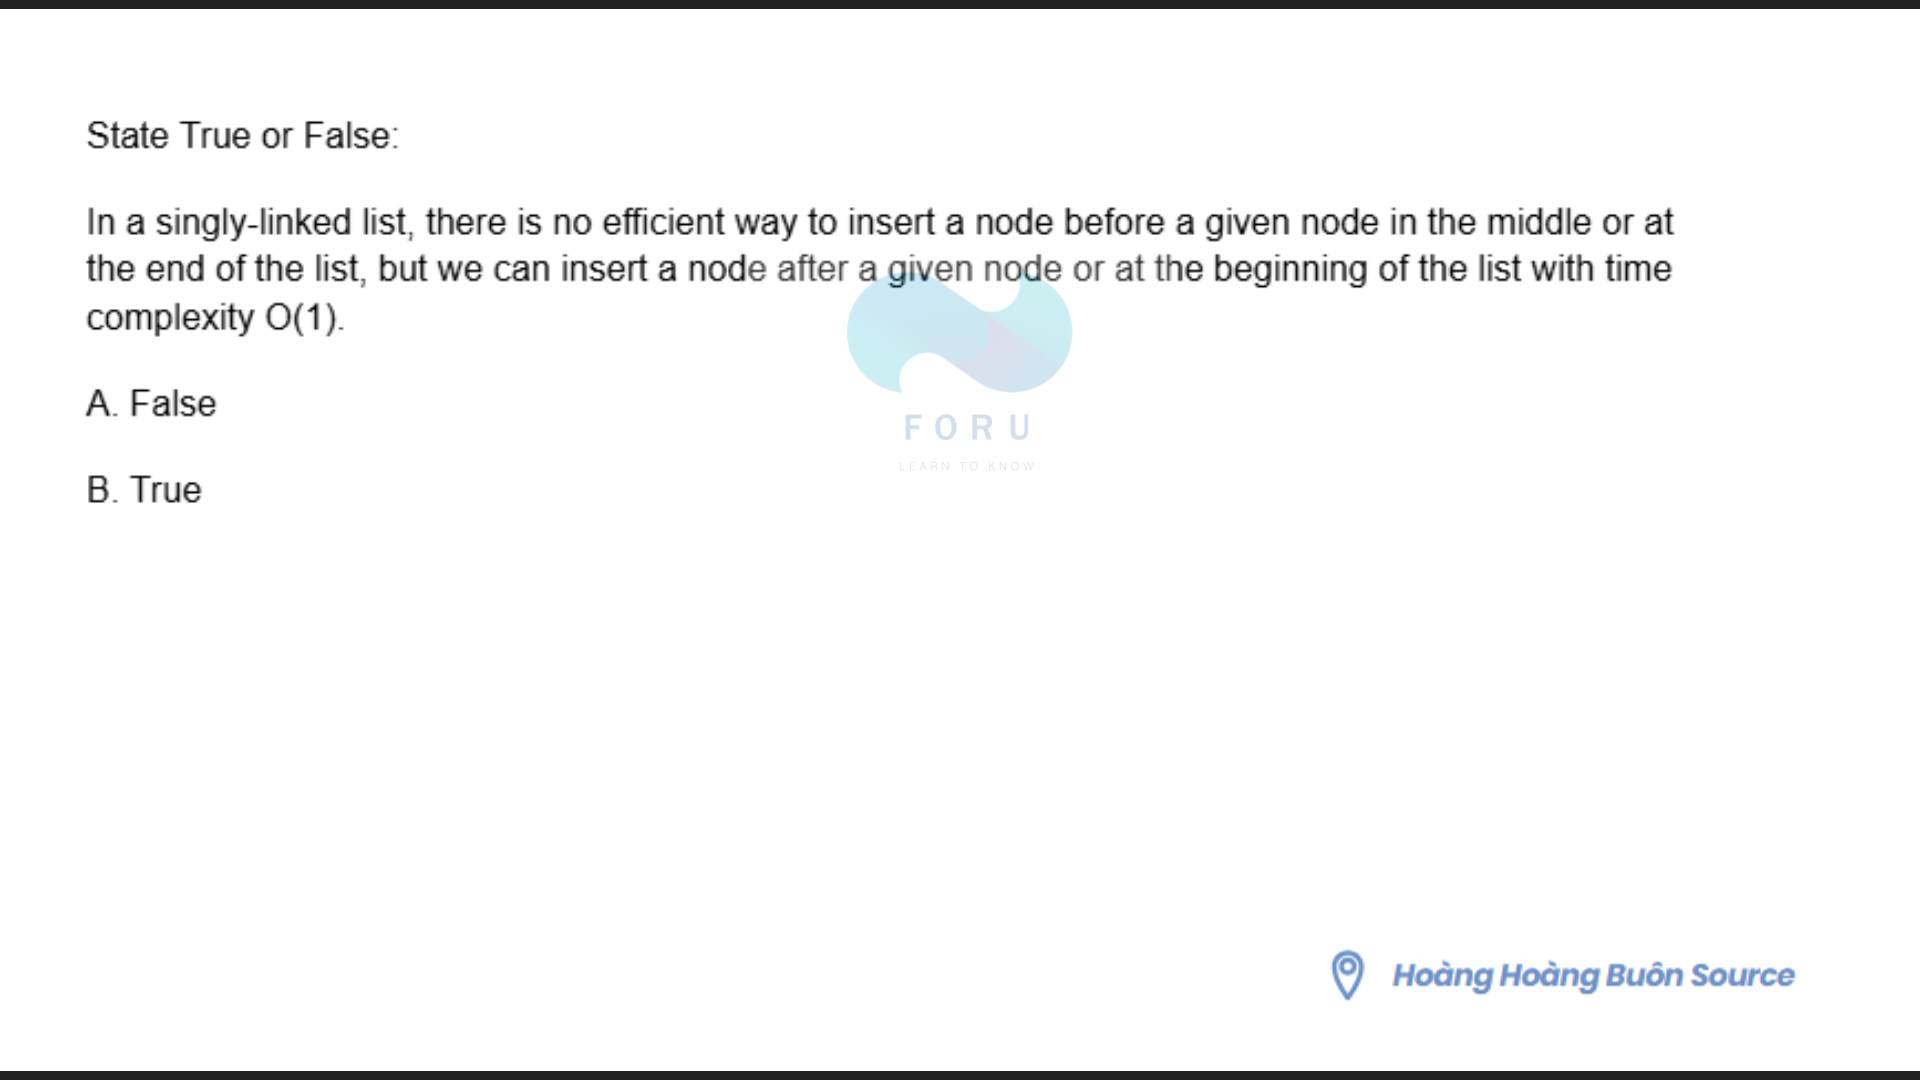 State True or False:
In a singly-linked list, there is no efficient way to insert a node before a given node in the middle or at
the end of the list, but we can insert a node after a given node or at the beginning of the list with time
complexity O(1).
FORU
LEARN TO KNOW
A. False
B. True
Hoàng Hoàng Buôn Source